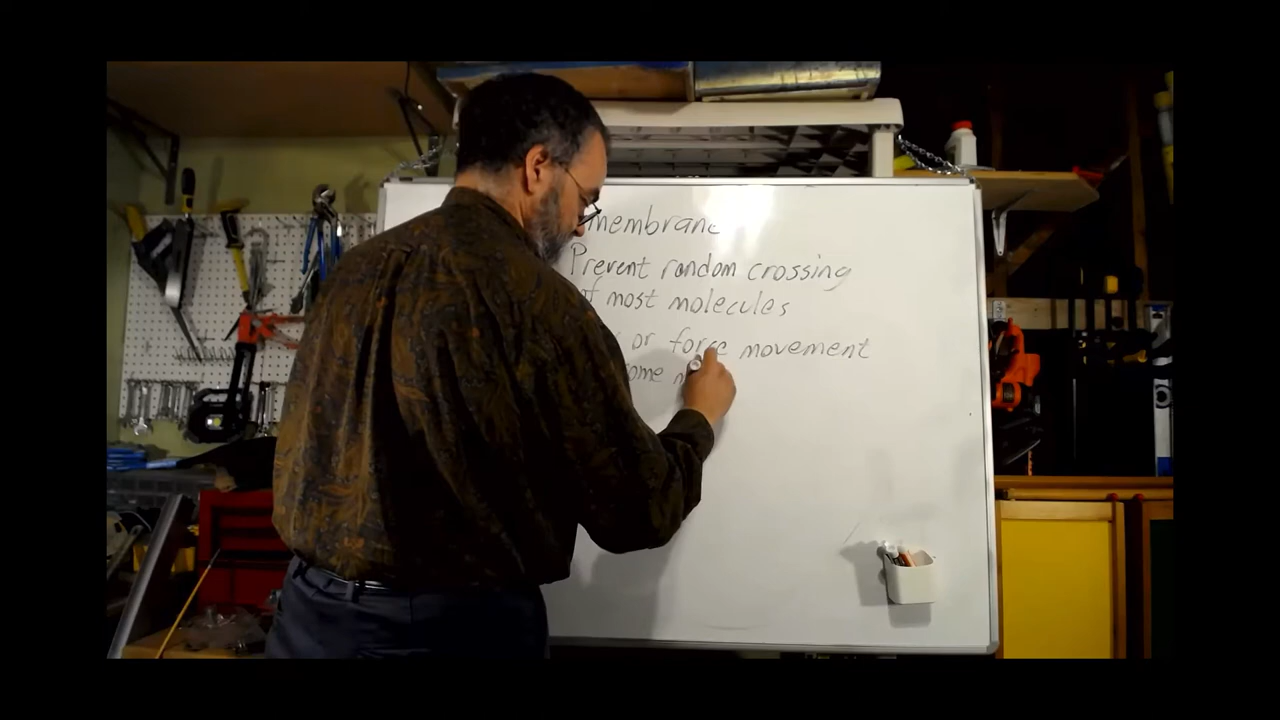 membrane
Prevent random crossing
of most molecules
or force movement
some